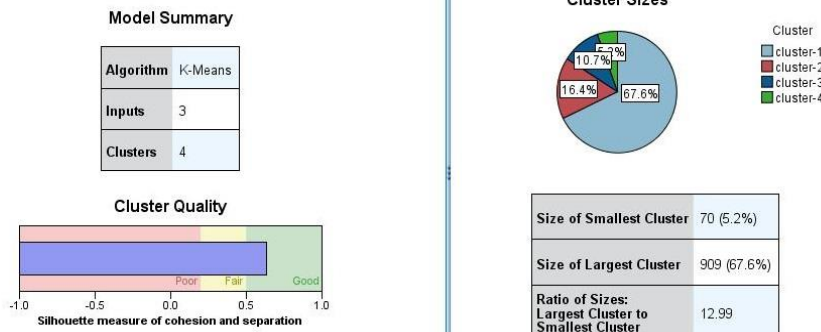 Model Summary
Algorithm K-Means
Inputs 3
Clusters 4
Cluster Quality
Poor Fair Good
-1.0 -0.5 0.0 0.5 1.0
Silhouette measure of cohesion and separation
Cluster Sizes
5.2%
10.7%
16.4%
67.6%
Cluster
cluster-1
cluster-2
cluster-3
cluster-4
Size of Smallest Cluster 70 (5.2%)
Size of Largest Cluster 909 (67.6%)
Ratio of Sizes:
Largest Cluster to
Smallest Cluster
12.99